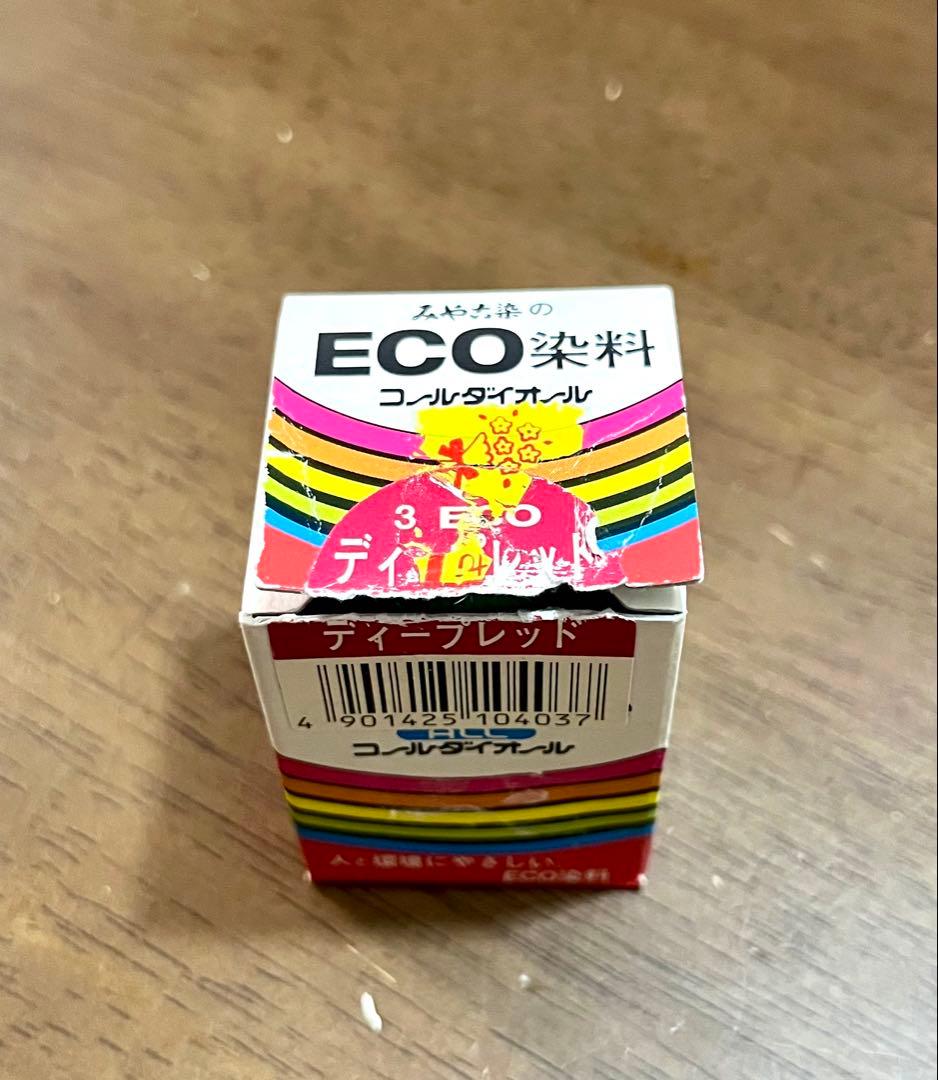 みやこ染の
ECO染料
コールダイオール
3 ECO
ディ レッド
ディープレッド
4 901425 104037
コールダイオール
人と環境にやさしい
ECO染料